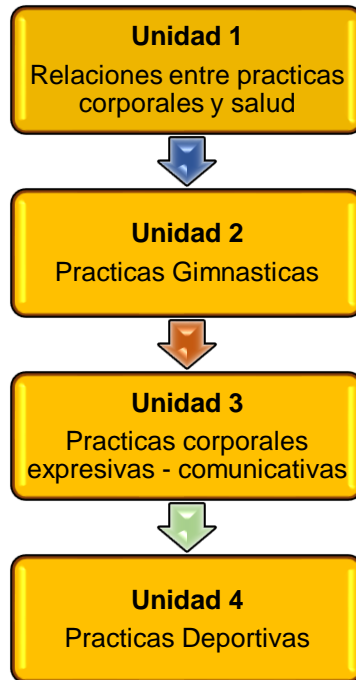 Unidad 1
Relaciones entre practicas
corporales y salud
Unidad 2
Practicas Gimnasticas
Unidad 3
Practicas corporales
expresivas - comunicativas
Unidad 4
Practicas Deportivas